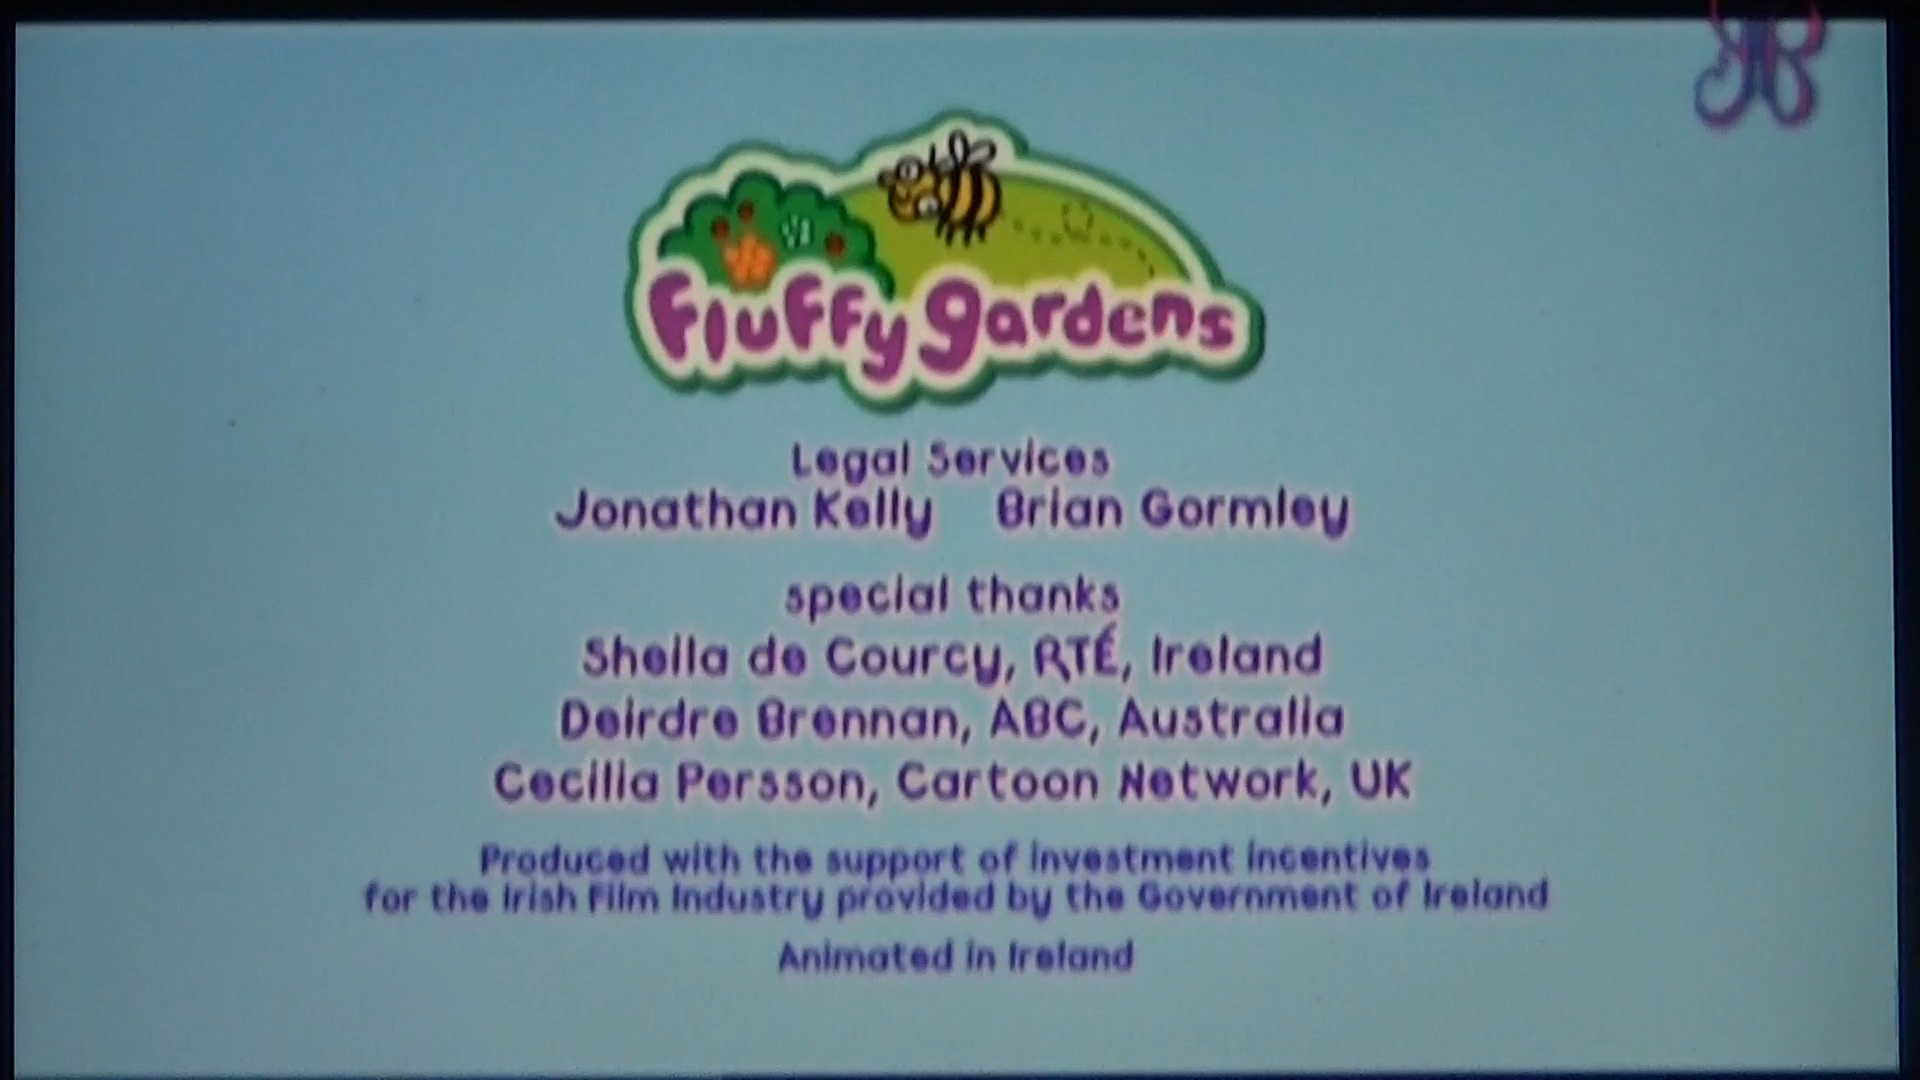 Fluffy gardens
Legal Services
Jonathan Kelly Brian Gormley
special thanks
Sheila de Courcy, RTÉ, Ireland
Deirdre Brennan, ABC, Australia
Cecilia Persson, Cartoon Network, UK
Produced with the support of investment incentives
for the Irish Film Industry provided by the Government of Ireland
Animated in Ireland